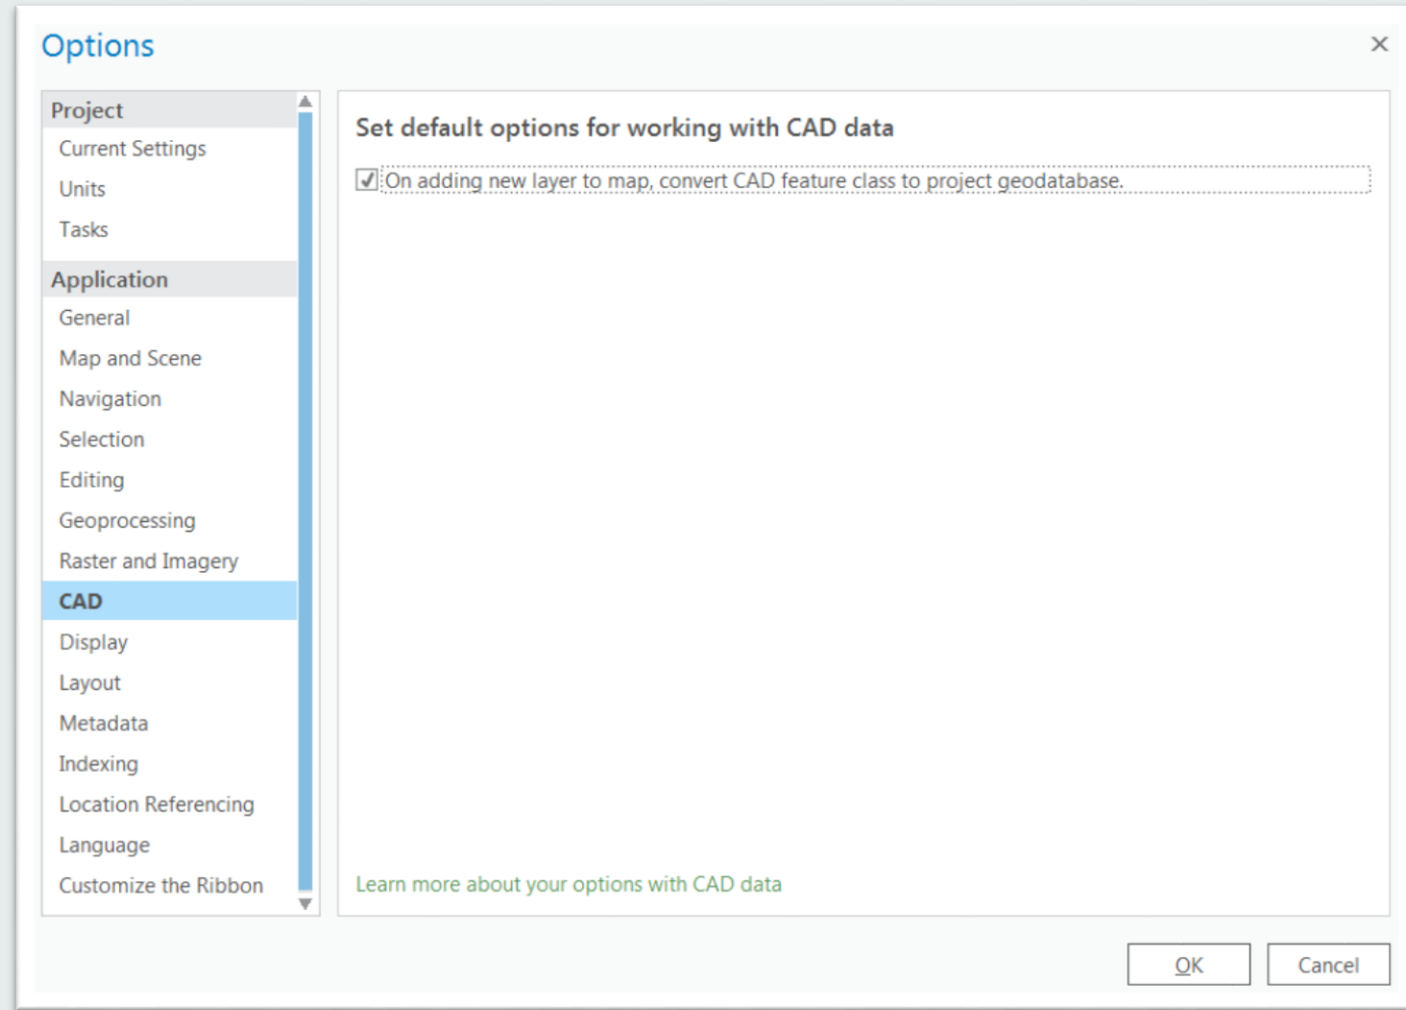 Options
Project
Current Settings
Units
Tasks
Application
General
Map and Scene
Navigation
Selection
Editing
Geoprocessing
Raster and Imagery
CAD
Display
Layout
Metadata
Indexing
Location Referencing
Language
Customize the Ribbon
Set default options for working with CAD data
On adding new layer to map, convert CAD feature class to project geodatabase.
Learn more about your options with CAD data
OK
Cancel